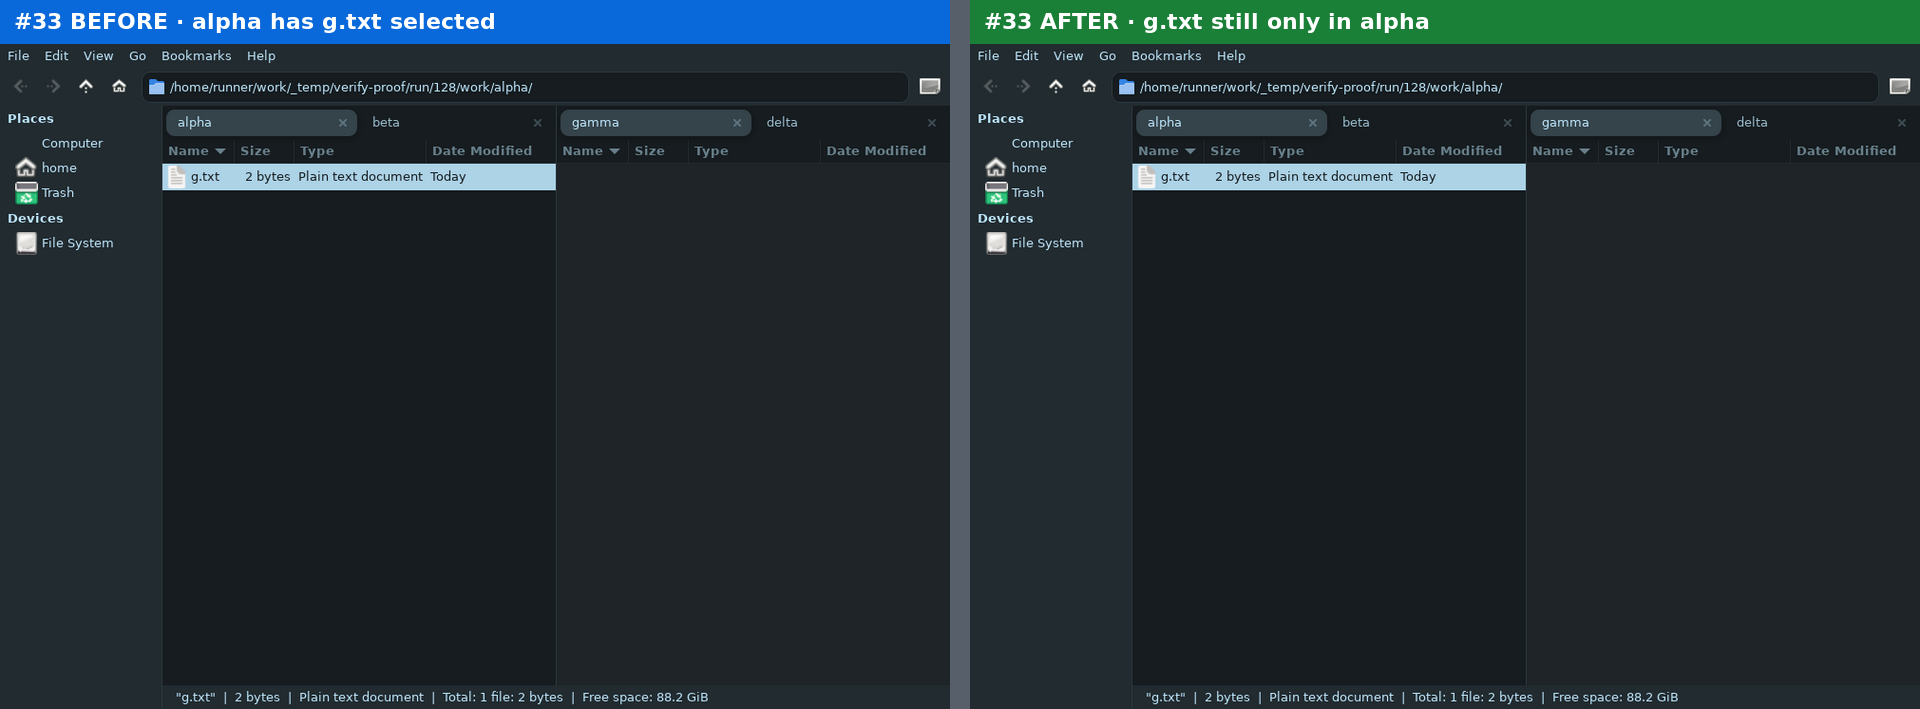 #33 BEFORE · alpha has g.txt selected
File Edit View Go Bookmarks Help
/home/runner/work/_temp/verify-proof/run/128/work/alpha/
Places
Computer
home
Trash
Devices
File System
alpha beta gamma delta
Name Size Type Date Modified Name Size Type Date Modified
g.txt 2 bytes Plain text document Today
"g.txt" | 2 bytes | Plain text document | Total: 1 file: 2 bytes | Free space: 88.2 GiB
#33 AFTER · g.txt still only in alpha
File Edit View Go Bookmarks Help
/home/runner/work/_temp/verify-proof/run/128/work/alpha/
Places
Computer
home
Trash
Devices
File System
alpha beta gamma delta
Name Size Type Date Modified Name Size Type Date Modified
g.txt 2 bytes Plain text document Today
"g.txt" | 2 bytes | Plain text document | Total: 1 file: 2 bytes | Free space: 88.2 GiB